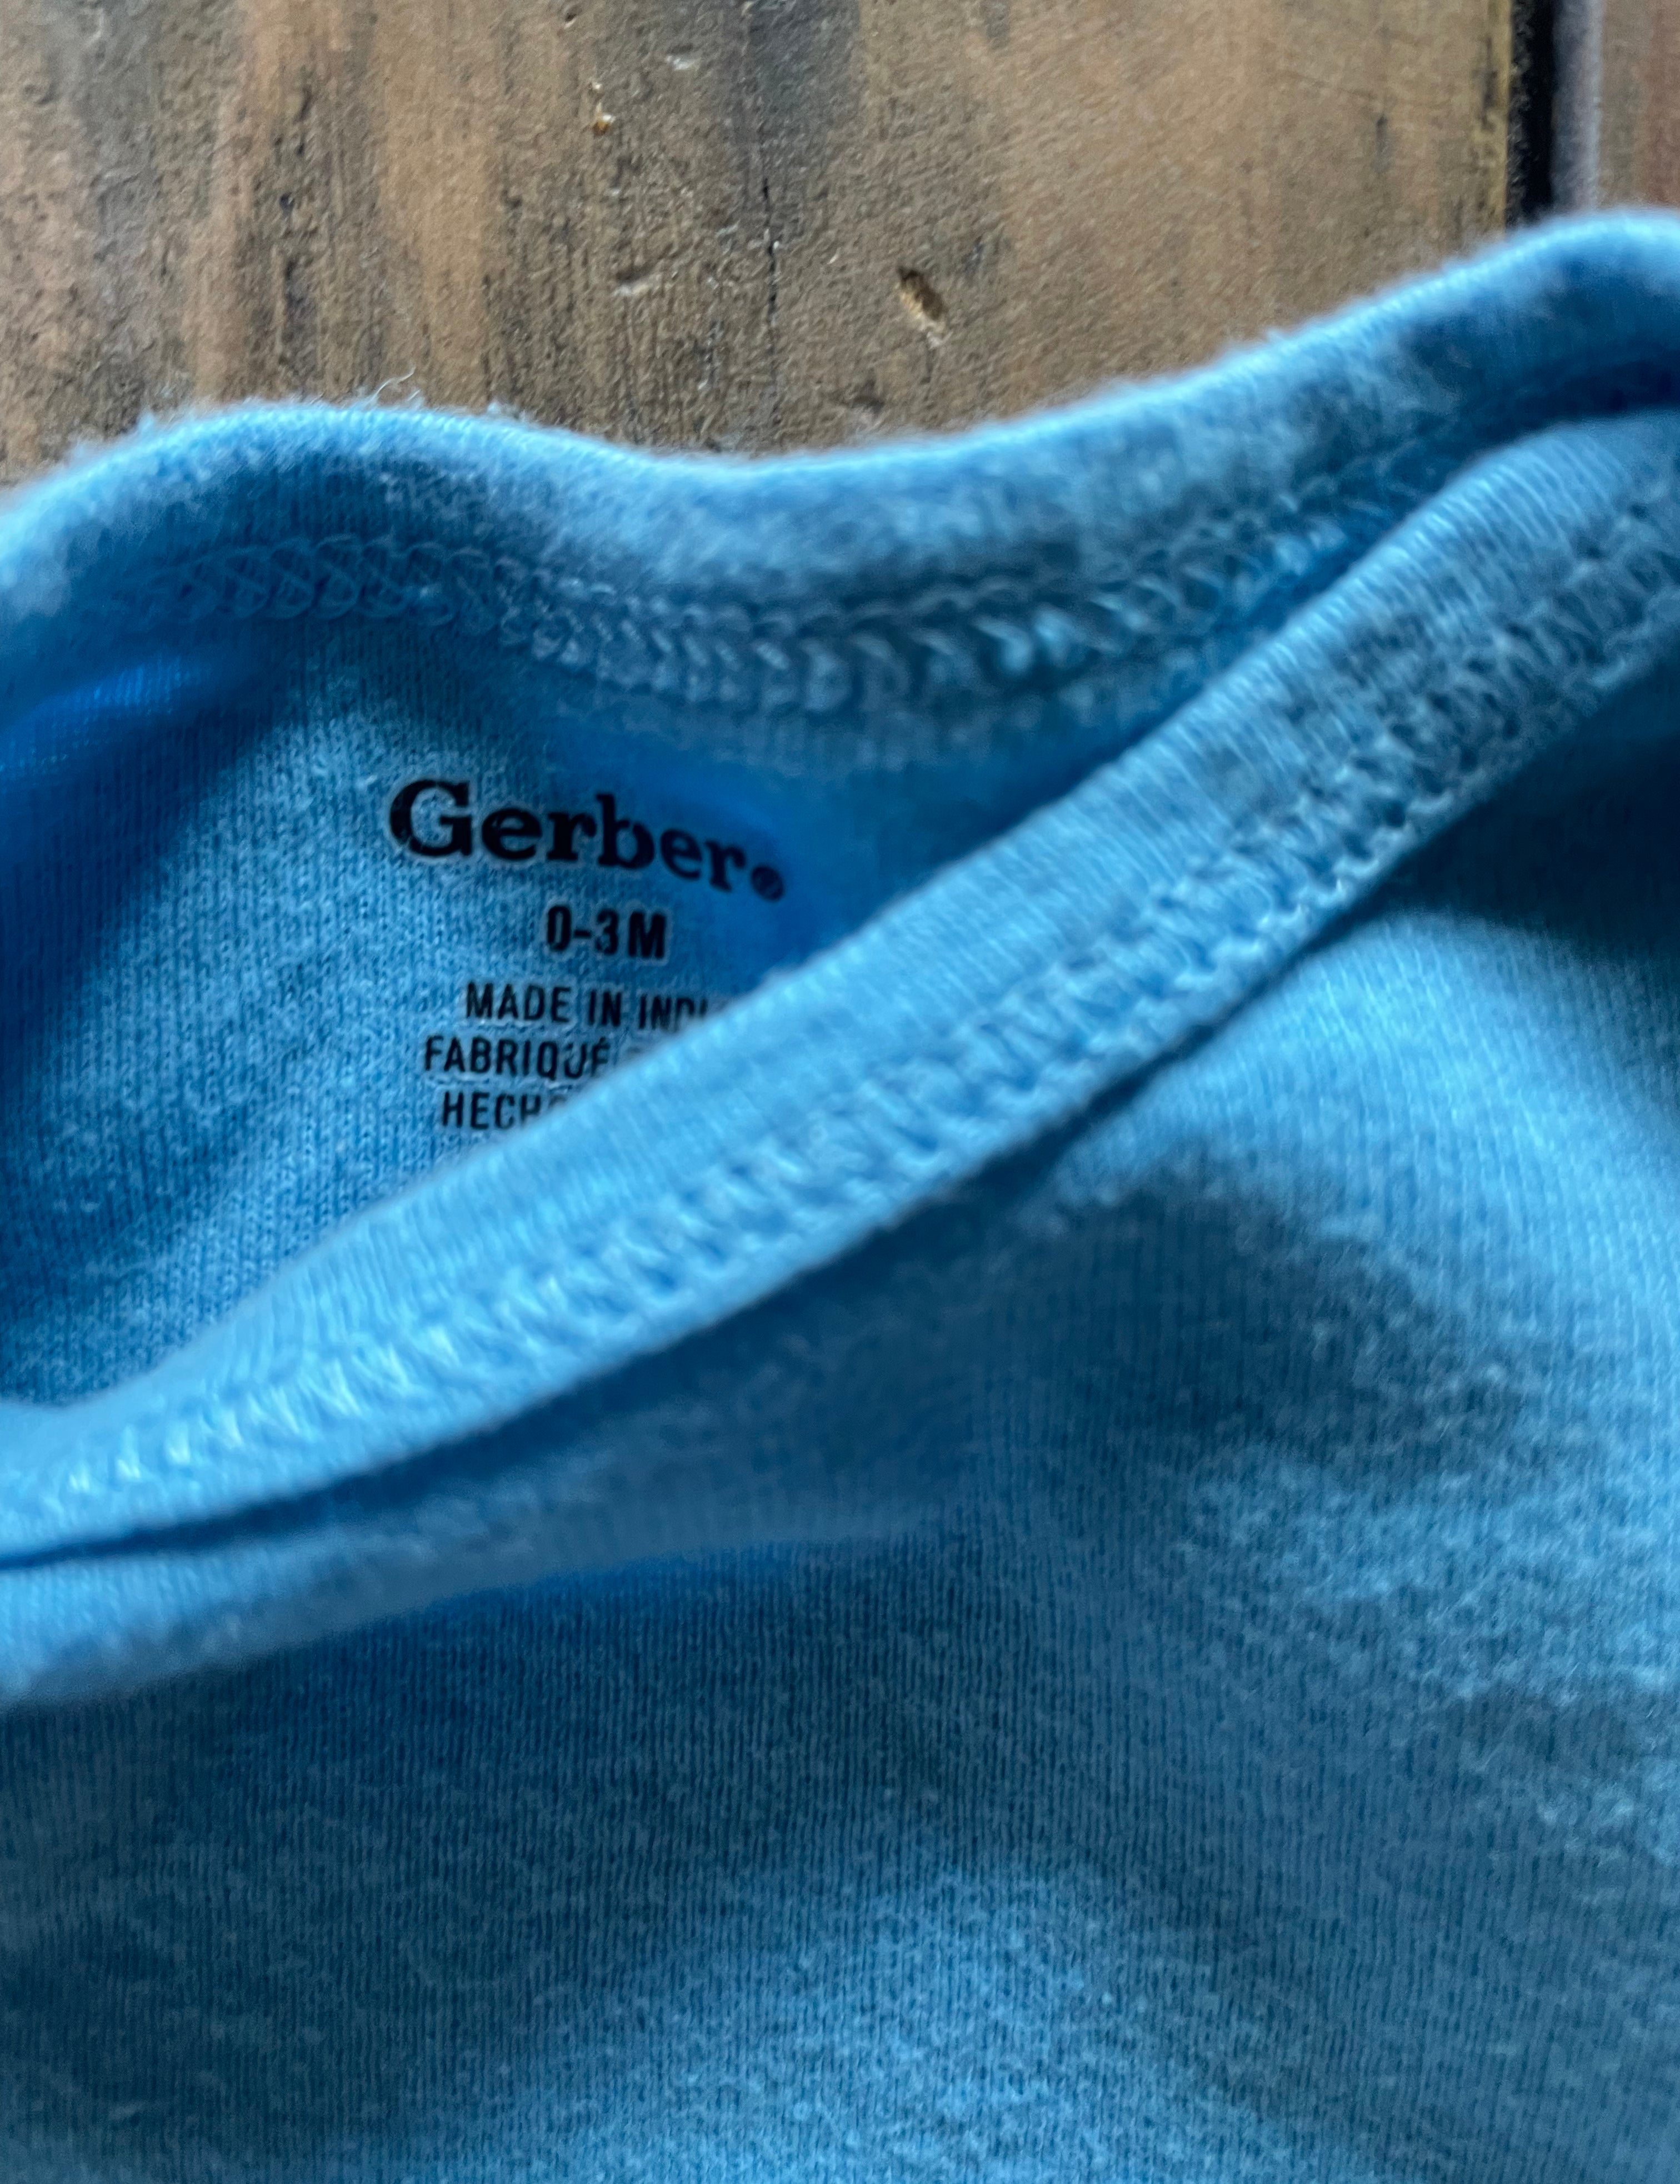 Gerber®
0-3M
MADE IN INDI
FABRIQUÉ
HECH